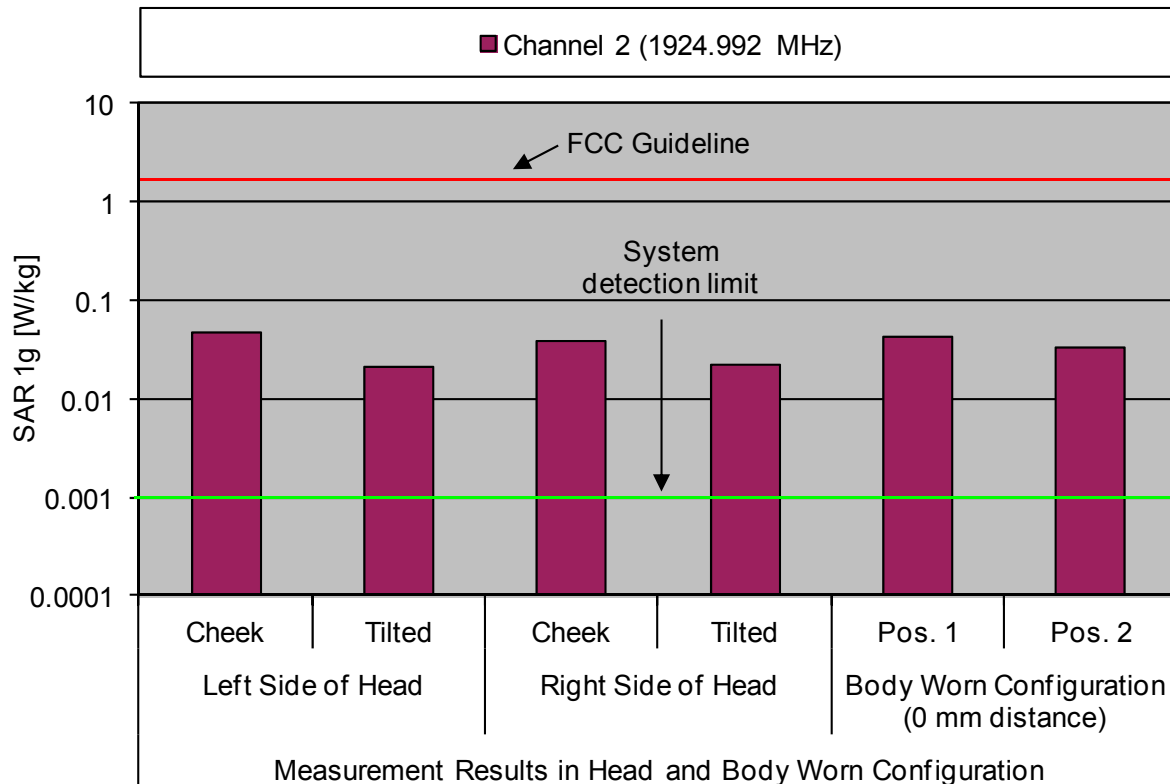 Channel 2 (1924.992 MHz)
10
FCC Guideline
1
System
detection limit
0.1
SAR 1g [W/kg]
0.01
0.001
0.0001
Cheek Tilted Cheek Tilted Pos. 1 Pos. 2
Left Side of Head Right Side of Head Body Worn Configuration
(0 mm distance)
Measurement Results in Head and Body Worn Configuration